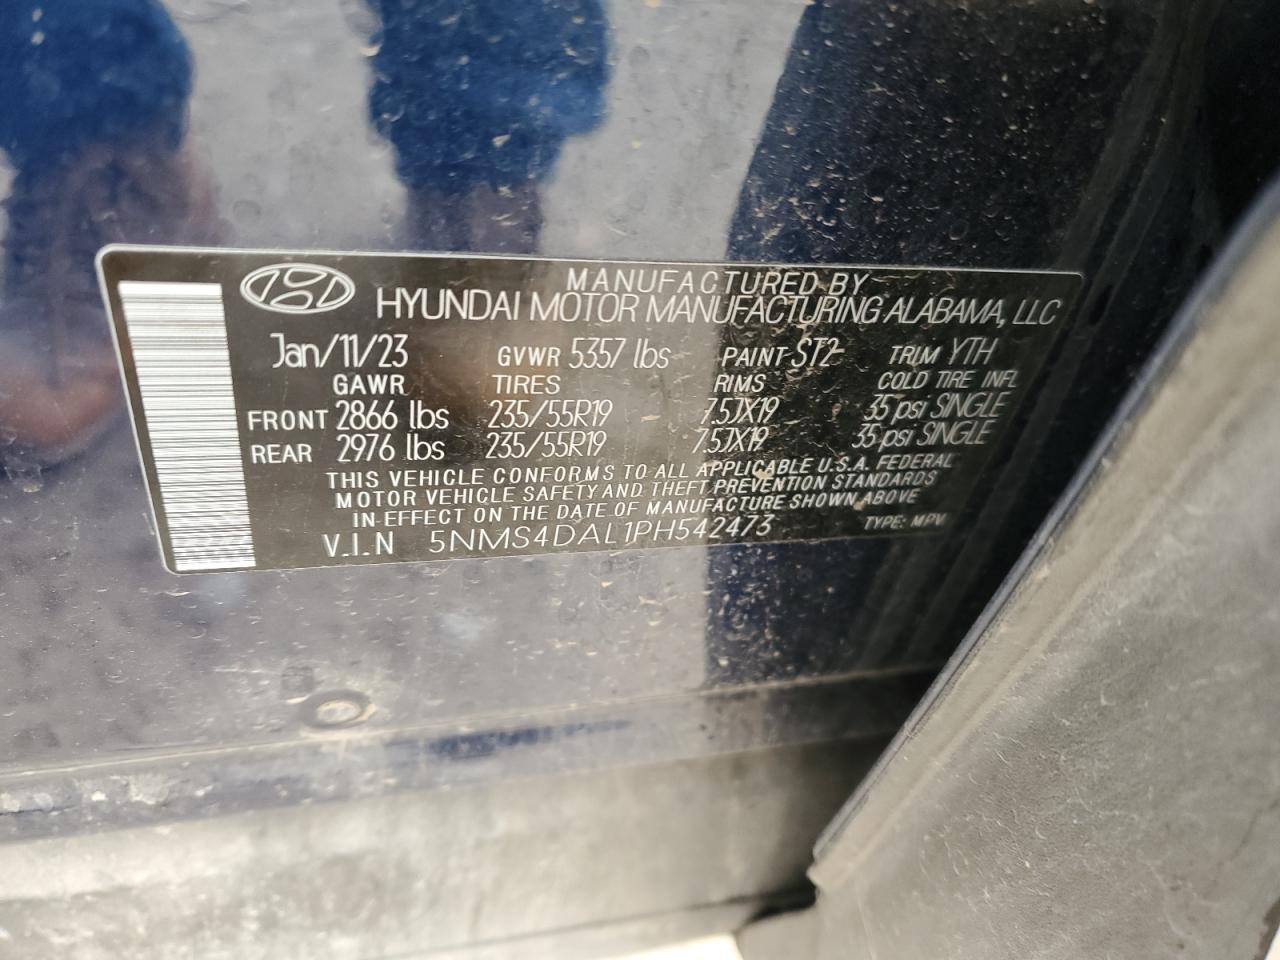 MANUFACTURED BY
HYUNDAI MOTOR MANUFACTURING ALABAMA, LLC
Jan/11/23 GVWR 5357 lbs PAINT ST2 TRIM YTH
GAWR TIRES RIMS COLD TIRE INFL
FRONT 2866 lbs 235/55R19 7.5JX19 35 psi SINGLE
REAR 2976 lbs 235/55R19 7.5JX19 35 psi SINGLE
THIS VEHICLE CONFORMS TO ALL APPLICABLE U.S.A. FEDERAL
MOTOR VEHICLE SAFETY AND THEFT PREVENTION STANDARDS
IN EFFECT ON THE DATE OF MANUFACTURE SHOWN ABOVE
V.I.N 5NMS4DAL1PH542473 TYPE: MPV